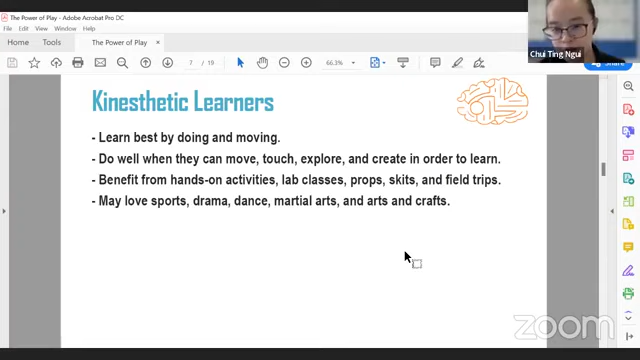 The Power of Play - Adobe Acrobat Pro DC
File Edit View Window Help
Home Tools The Power of Play ×
7 / 19 66.3% Share
Chui Ting Ngui
Kinesthetic Learners
- Learn best by doing and moving.
- Do well when they can move, touch, explore, and create in order to learn.
- Benefit from hands-on activities, lab classes, props, skits, and field trips.
- May love sports, drama, dance, martial arts, and arts and crafts.
zoom